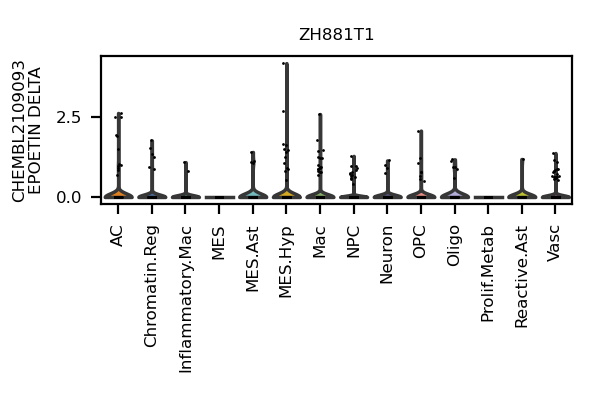 ZH881T1
CHEMBL2109093
EPOETIN DELTA
2.5
0.0
AC
Chromatin.Reg
Inflammatory.Mac
MES
MES.Ast
MES.Hyp
Mac
NPC
Neuron
OPC
Oligo
Prolif.Metab
Reactive.Ast
Vasc